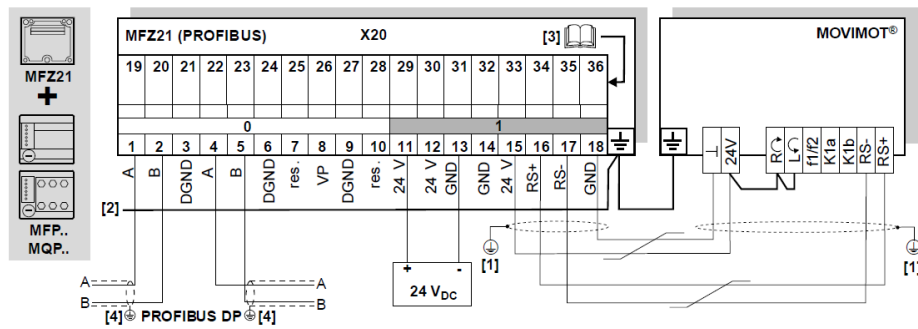 MFZ21 (PROFIBUS) X20 [3]
MOVIMOT®
19 20 21 22 23 24 25 26 27 28 29 30 31 32 33 34 35 36
MFZ21
+
0 1
1 2 3 4 5 6 7 8 9 10 11 12 13 14 15 16 17 18
A B DGND A B DGND res. VP DGND res. 24 V 24 V GND GND 24 V RS+ RS- GND
⊥ 24V R L f1/f2 K1a K1b RS- RS+
MFP..
MQP..
[2]
[1] [1]
+ -
24 VDC
A A
B B
[4] PROFIBUS DP [4]